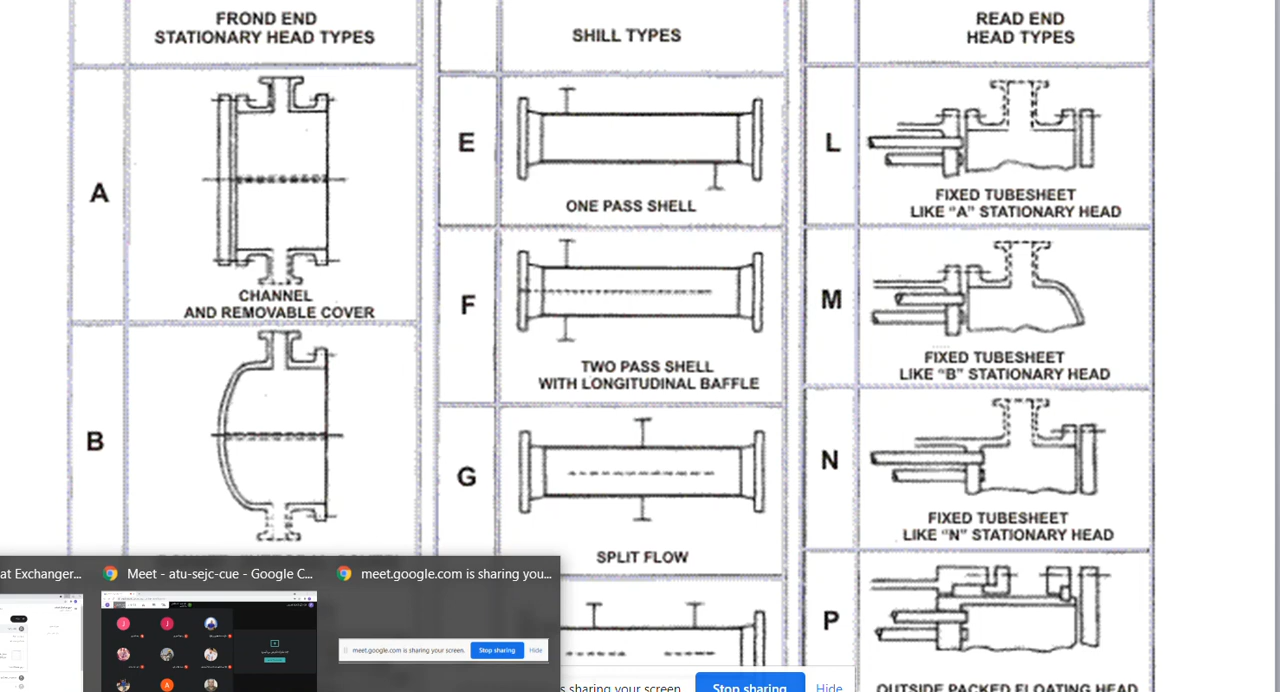 FROND END
STATIONARY HEAD TYPES
A
CHANNEL
AND REMOVABLE COVER
B
SHILL TYPES
E
ONE PASS SHELL
F
TWO PASS SHELL
WITH LONGITUDINAL BAFFLE
G
SPLIT FLOW
READ END
HEAD TYPES
L
FIXED TUBESHEET
LIKE "A" STATIONARY HEAD
M
FIXED TUBESHEET
LIKE "B" STATIONARY HEAD
N
FIXED TUBESHEET
LIKE "N" STATIONARY HEAD
P
OUTSIDE PACKED FLOATING HEAD
at Exchanger...
Meet - atu-sejc-cue - Google C...
meet.google.com is sharing you...
J
J
A
meet.google.com is sharing your screen.
Stop sharing
Hide
s sharing your screen.
Stop sharing
Hide